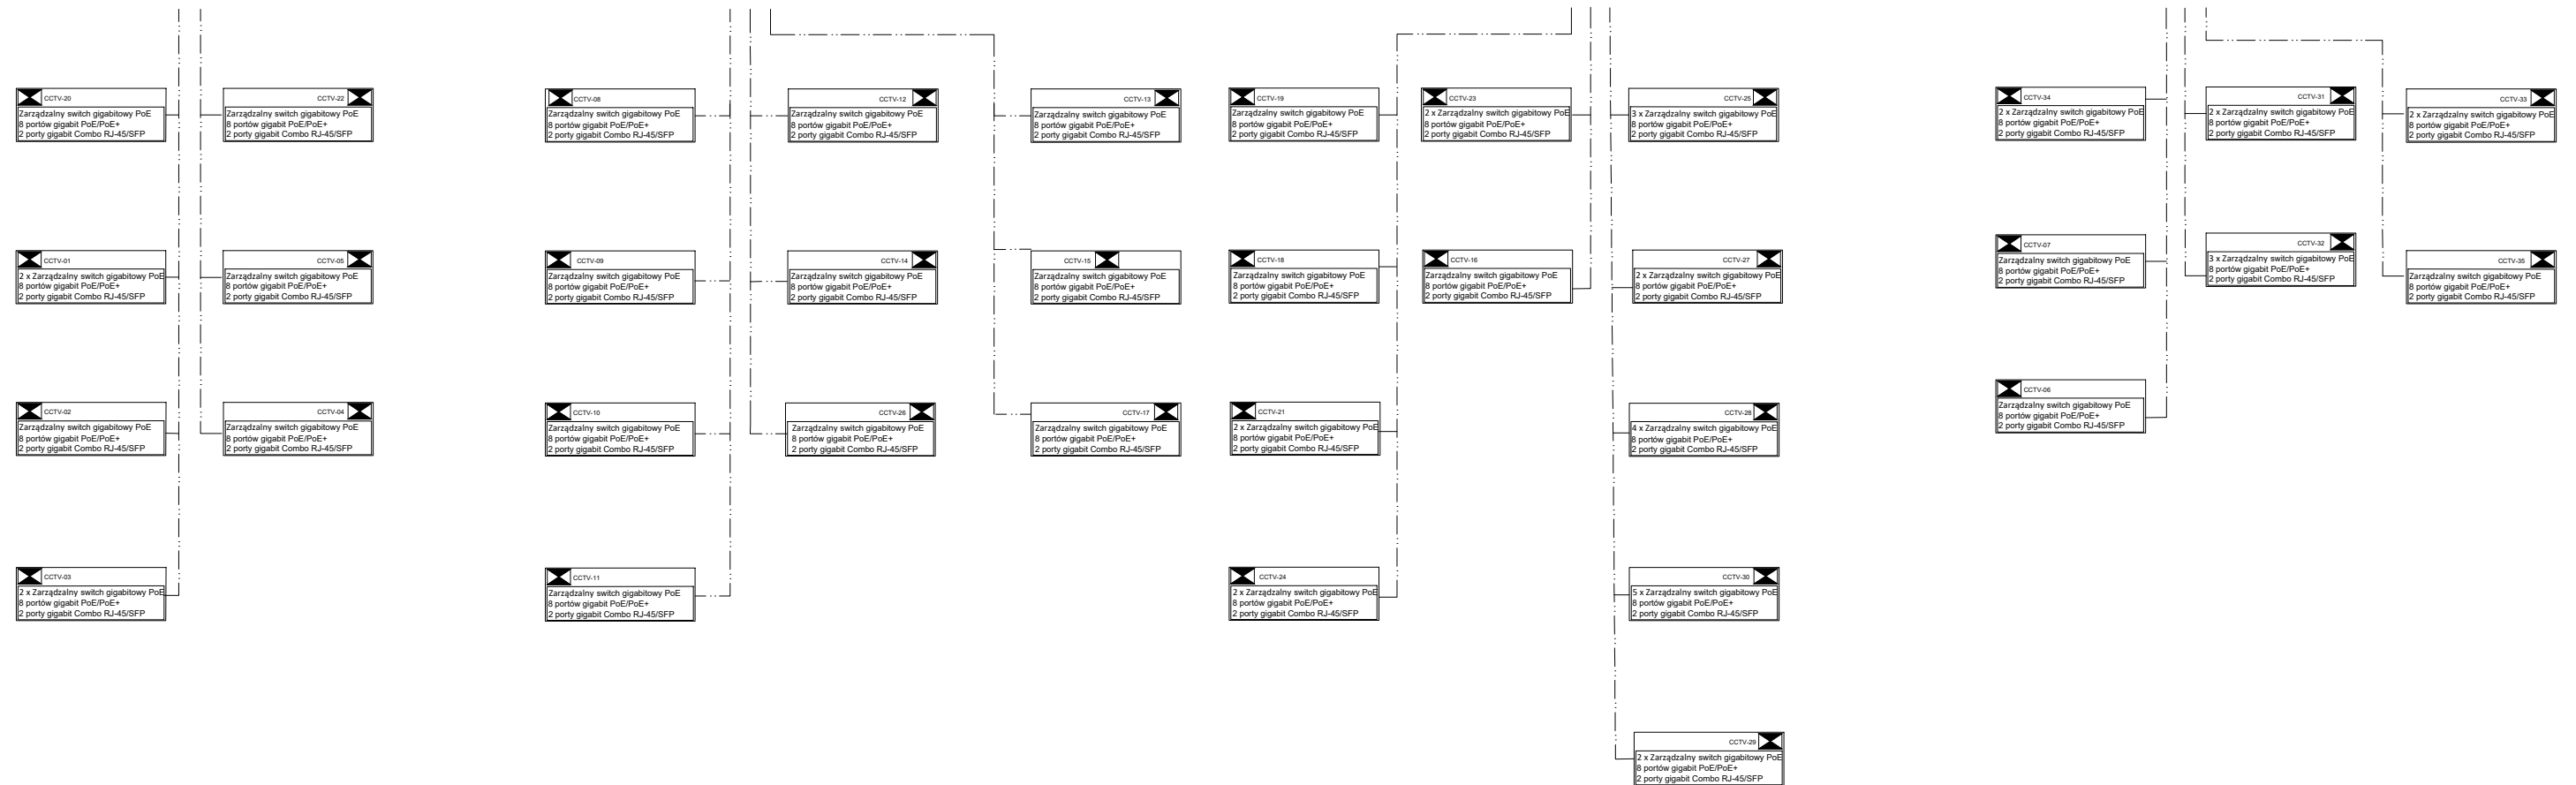 CCTV-20
Zarządzalny switch gigabitowy PoE
8 portów gigabit PoE/PoE+
2 porty gigabit Combo RJ-45/SFP
CCTV-22
Zarządzalny switch gigabitowy PoE
8 portów gigabit PoE/PoE+
2 porty gigabit Combo RJ-45/SFP
CCTV-08
Zarządzalny switch gigabitowy PoE
8 portów gigabit PoE/PoE+
2 porty gigabit Combo RJ-45/SFP
CCTV-12
Zarządzalny switch gigabitowy PoE
8 portów gigabit PoE/PoE+
2 porty gigabit Combo RJ-45/SFP
CCTV-13
Zarządzalny switch gigabitowy PoE
8 portów gigabit PoE/PoE+
2 porty gigabit Combo RJ-45/SFP
CCTV-19
Zarządzalny switch gigabitowy PoE
8 portów gigabit PoE/PoE+
2 porty gigabit Combo RJ-45/SFP
CCTV-23
2 x Zarządzalny switch gigabitowy PoE
8 portów gigabit PoE/PoE+
2 porty gigabit Combo RJ-45/SFP
CCTV-25
3 x Zarządzalny switch gigabitowy PoE
8 portów gigabit PoE/PoE+
2 porty gigabit Combo RJ-45/SFP
CCTV-34
2 x Zarządzalny switch gigabitowy PoE
8 portów gigabit PoE/PoE+
2 porty gigabit Combo RJ-45/SFP
CCTV-31
2 x Zarządzalny switch gigabitowy PoE
8 portów gigabit PoE/PoE+
2 porty gigabit Combo RJ-45/SFP
CCTV-33
2 x Zarządzalny switch gigabitowy PoE
8 portów gigabit PoE/PoE+
2 porty gigabit Combo RJ-45/SFP
CCTV-01
2 x Zarządzalny switch gigabitowy PoE
8 portów gigabit PoE/PoE+
2 porty gigabit Combo RJ-45/SFP
CCTV-05
Zarządzalny switch gigabitowy PoE
8 portów gigabit PoE/PoE+
2 porty gigabit Combo RJ-45/SFP
CCTV-09
Zarządzalny switch gigabitowy PoE
8 portów gigabit PoE/PoE+
2 porty gigabit Combo RJ-45/SFP
CCTV-14
Zarządzalny switch gigabitowy PoE
8 portów gigabit PoE/PoE+
2 porty gigabit Combo RJ-45/SFP
CCTV-15
Zarządzalny switch gigabitowy PoE
8 portów gigabit PoE/PoE+
2 porty gigabit Combo RJ-45/SFP
CCTV-18
Zarządzalny switch gigabitowy PoE
8 portów gigabit PoE/PoE+
2 porty gigabit Combo RJ-45/SFP
CCTV-16
Zarządzalny switch gigabitowy PoE
8 portów gigabit PoE/PoE+
2 porty gigabit Combo RJ-45/SFP
CCTV-27
2 x Zarządzalny switch gigabitowy PoE
8 portów gigabit PoE/PoE+
2 porty gigabit Combo RJ-45/SFP
CCTV-07
Zarządzalny switch gigabitowy PoE
8 portów gigabit PoE/PoE+
2 porty gigabit Combo RJ-45/SFP
CCTV-32
3 x Zarządzalny switch gigabitowy PoE
8 portów gigabit PoE/PoE+
2 porty gigabit Combo RJ-45/SFP
CCTV-35
Zarządzalny switch gigabitowy PoE
8 portów gigabit PoE/PoE+
2 porty gigabit Combo RJ-45/SFP
CCTV-02
Zarządzalny switch gigabitowy PoE
8 portów gigabit PoE/PoE+
2 porty gigabit Combo RJ-45/SFP
CCTV-04
Zarządzalny switch gigabitowy PoE
8 portów gigabit PoE/PoE+
2 porty gigabit Combo RJ-45/SFP
CCTV-10
Zarządzalny switch gigabitowy PoE
8 portów gigabit PoE/PoE+
2 porty gigabit Combo RJ-45/SFP
CCTV-26
Zarządzalny switch gigabitowy PoE
8 portów gigabit PoE/PoE+
2 porty gigabit Combo RJ-45/SFP
CCTV-17
Zarządzalny switch gigabitowy PoE
8 portów gigabit PoE/PoE+
2 porty gigabit Combo RJ-45/SFP
CCTV-21
2 x Zarządzalny switch gigabitowy PoE
8 portów gigabit PoE/PoE+
2 porty gigabit Combo RJ-45/SFP
CCTV-28
4 x Zarządzalny switch gigabitowy PoE
8 portów gigabit PoE/PoE+
2 porty gigabit Combo RJ-45/SFP
CCTV-06
Zarządzalny switch gigabitowy PoE
8 portów gigabit PoE/PoE+
2 porty gigabit Combo RJ-45/SFP
CCTV-03
2 x Zarządzalny switch gigabitowy PoE
8 portów gigabit PoE/PoE+
2 porty gigabit Combo RJ-45/SFP
CCTV-11
Zarządzalny switch gigabitowy PoE
8 portów gigabit PoE/PoE+
2 porty gigabit Combo RJ-45/SFP
CCTV-24
2 x Zarządzalny switch gigabitowy PoE
8 portów gigabit PoE/PoE+
2 porty gigabit Combo RJ-45/SFP
CCTV-30
5 x Zarządzalny switch gigabitowy PoE
8 portów gigabit PoE/PoE+
2 porty gigabit Combo RJ-45/SFP
CCTV-29
2 x Zarządzalny switch gigabitowy PoE
8 portów gigabit PoE/PoE+
2 porty gigabit Combo RJ-45/SFP